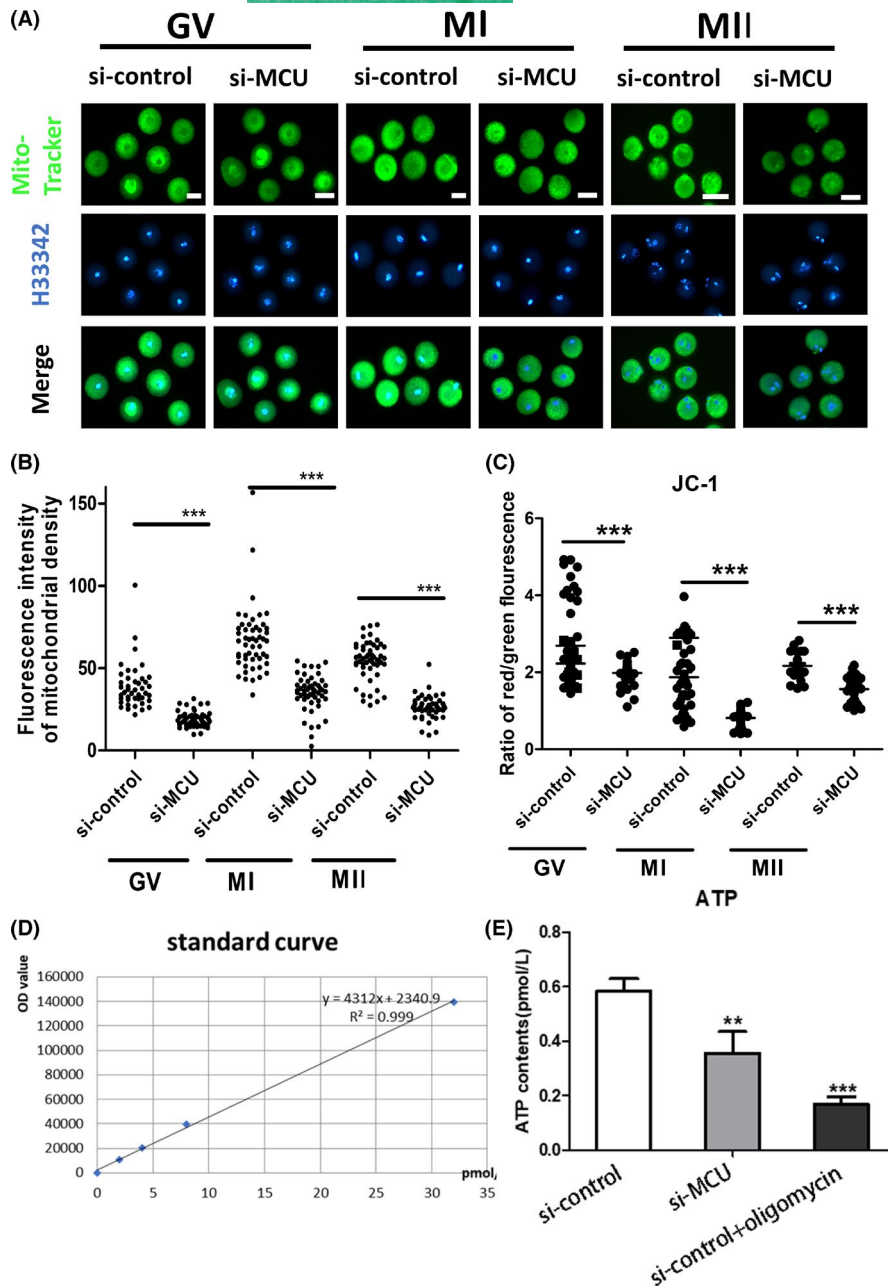 (A)
GV MI MII
si-control si-MCU si-control si-MCU si-control si-MCU
Mito-
Tracker
H33342
Merge
(B)
Fluorescence intensity
of mitochondrial density
150
100
50
0
***
***
***
si-control si-MCU si-control si-MCU si-control si-MCU
GV MI MII
(C)
JC-1
Ratio of red/green flourescence
6
4
2
0
***
***
***
si-control si-MCU si-control si-MCU si-control si-MCU
GV MI MII
(D)
standard curve
OD value
160000
140000
120000
100000
80000
60000
40000
20000
0
y = 4312x + 2340.9
R² = 0.999
pmol/
0 5 10 15 20 25 30 35
(E)
ATP
ATP contents(pmol/L)
0.8
0.6
0.4
0.2
0.0
**
***
si-control
si-MCU
si-control+oligomycin